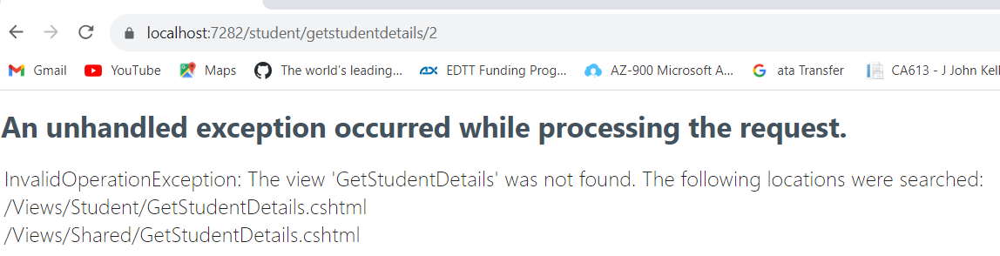 localhost:7282/student/getstudentdetails/2
Gmail YouTube Maps The world's leading... EDTT Funding Prog... AZ-900 Microsoft A... ata Transfer CA613 - J John Kell
An unhandled exception occurred while processing the request.
InvalidOperationException: The view 'GetStudentDetails' was not found. The following locations were searched:
/Views/Student/GetStudentDetails.cshtml
/Views/Shared/GetStudentDetails.cshtml